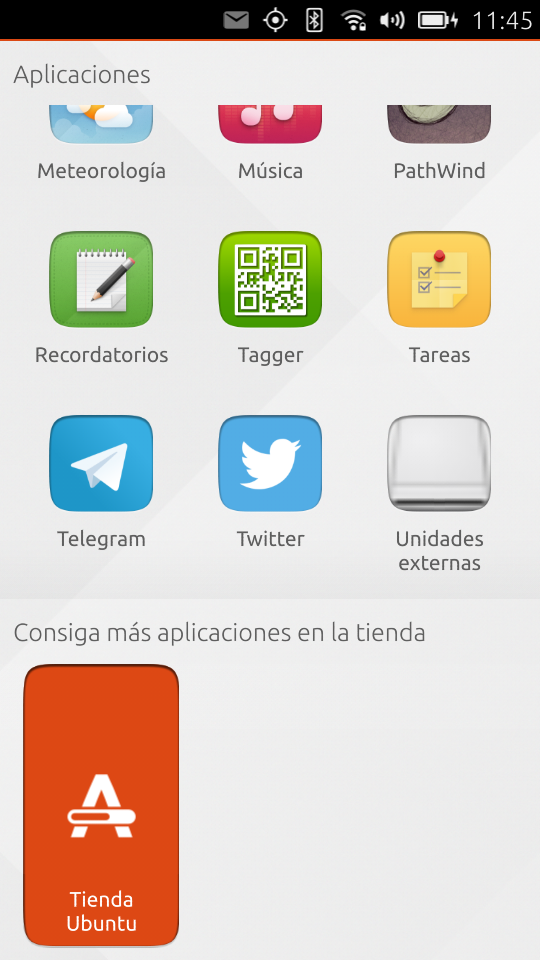 11:45
Aplicaciones
Meteorología
Música
PathWind
Recordatorios
Tagger
Tareas
Telegram
Twitter
Unidades
externas
Consiga más aplicaciones en la tienda
Tienda
Ubuntu